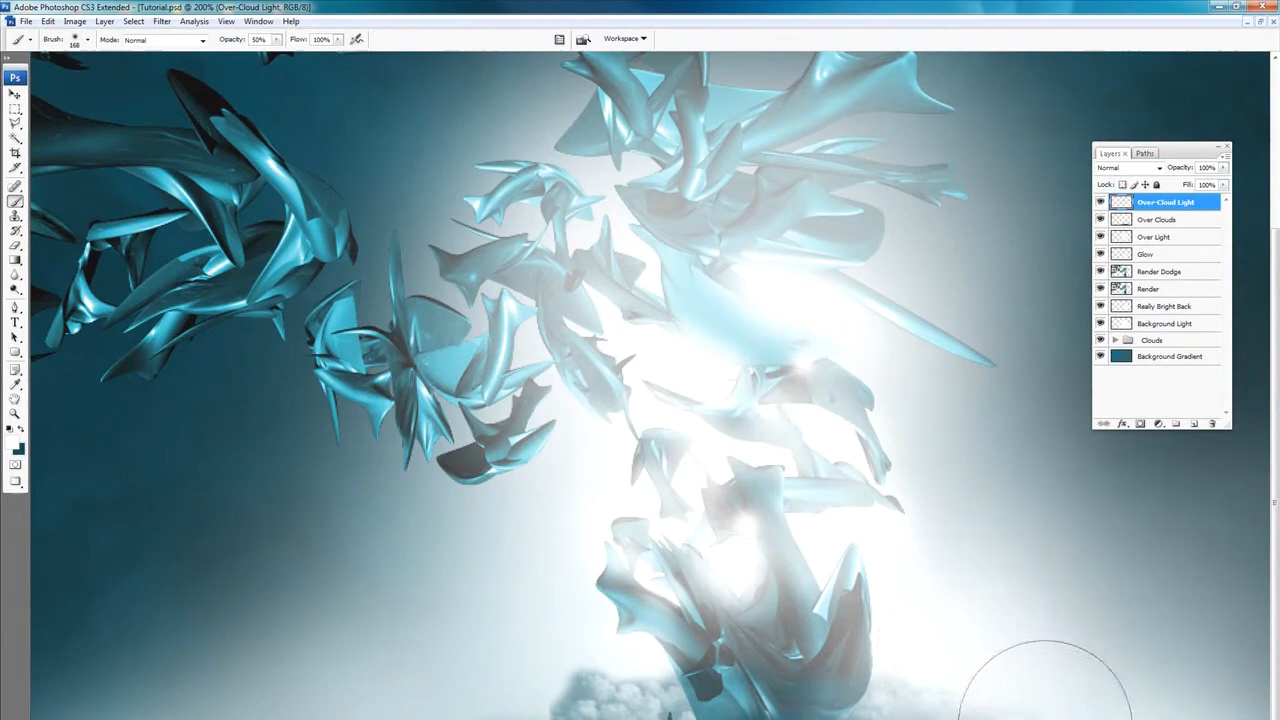 Adobe Photoshop CS3 Extended - [Tutorial.psd @ 200% (Over-Cloud Light, RGB/8)]
File Edit Image Layer Select Filter Analysis View Window Help
Brush: 168 Mode: Normal Opacity: 50% Flow: 100% Workspace
Ps
Layers Paths
Normal Opacity: 100%
Lock: Fill: 100%
Over-Cloud Light
Over Clouds
Over Light
Glow
Render Dodge
Render
Really Bright Back
Background Light
Clouds
Background Gradient